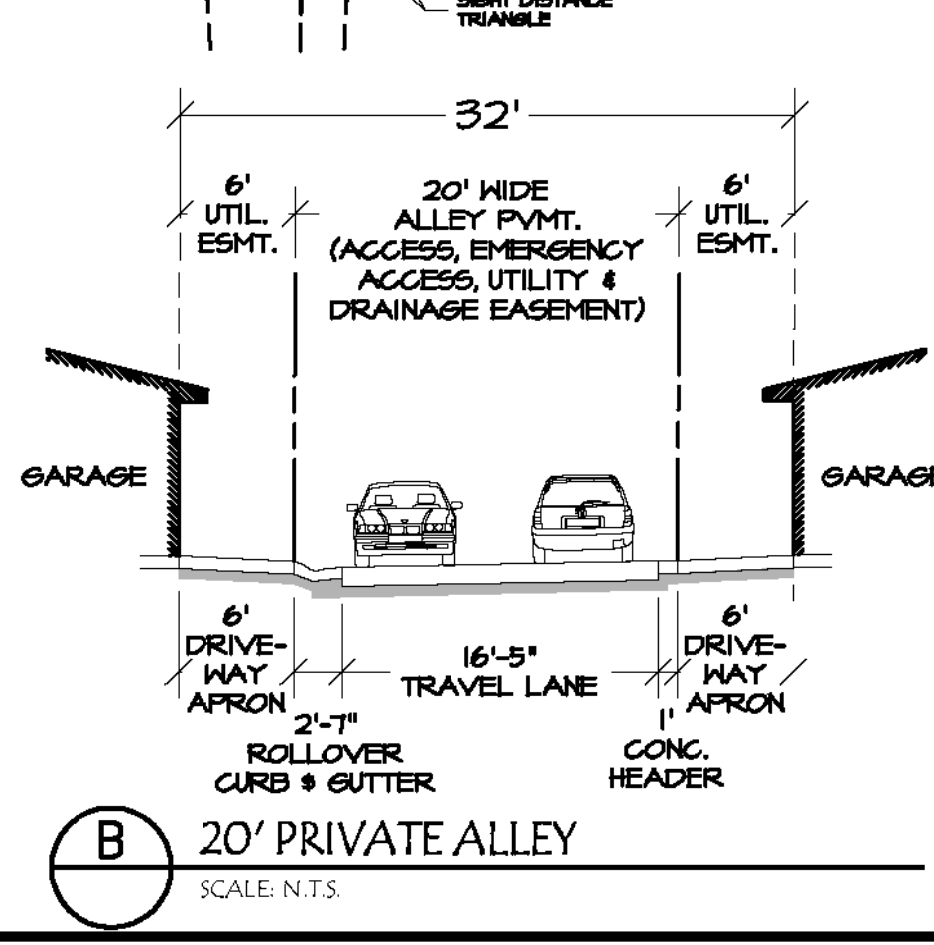 SIGHT DISTANCE
TRIANGLE
32'
6'
UTIL.
ESMT.
20' WIDE
ALLEY PVMT.
(ACCESS, EMERGENCY
ACCESS, UTILITY &
DRAINAGE EASEMENT)
6'
UTIL.
ESMT.
GARAGE
GARAGE
6'
DRIVE-
WAY
APRON
2'-7"
ROLLOVER
CURB & GUTTER
16'-5"
TRAVEL LANE
1'
CONC.
HEADER
6'
DRIVE-
WAY
APRON
B
20' PRIVATE ALLEY
SCALE: N.T.S.